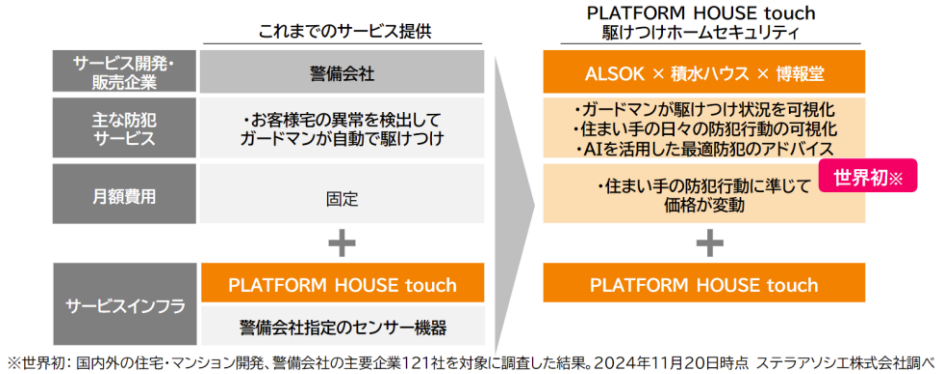 これまでのサービス提供
PLATFORM HOUSE touch
駆けつけホームセキュリティ
サービス開発・
販売企業
警備会社
ALSOK × 積水ハウス × 博報堂
主な防犯
サービス
・お客様宅の異常を検出して
ガードマンが自動で駆けつけ
・ガードマンが駆けつけ状況を可視化
・住まい手の日々の防犯行動の可視化
・AIを活用した最適防犯のアドバイス
世界初※
月額費用
固定
・住まい手の防犯行動に準じて
価格が変動
+
+
サービスインフラ
PLATFORM HOUSE touch
警備会社指定のセンサー機器
PLATFORM HOUSE touch
※世界初： 国内外の住宅・マンション開発、警備会社の主要企業121社を対象に調査した結果。2024年11月20日時点 ステラアソシエ株式会社調べ